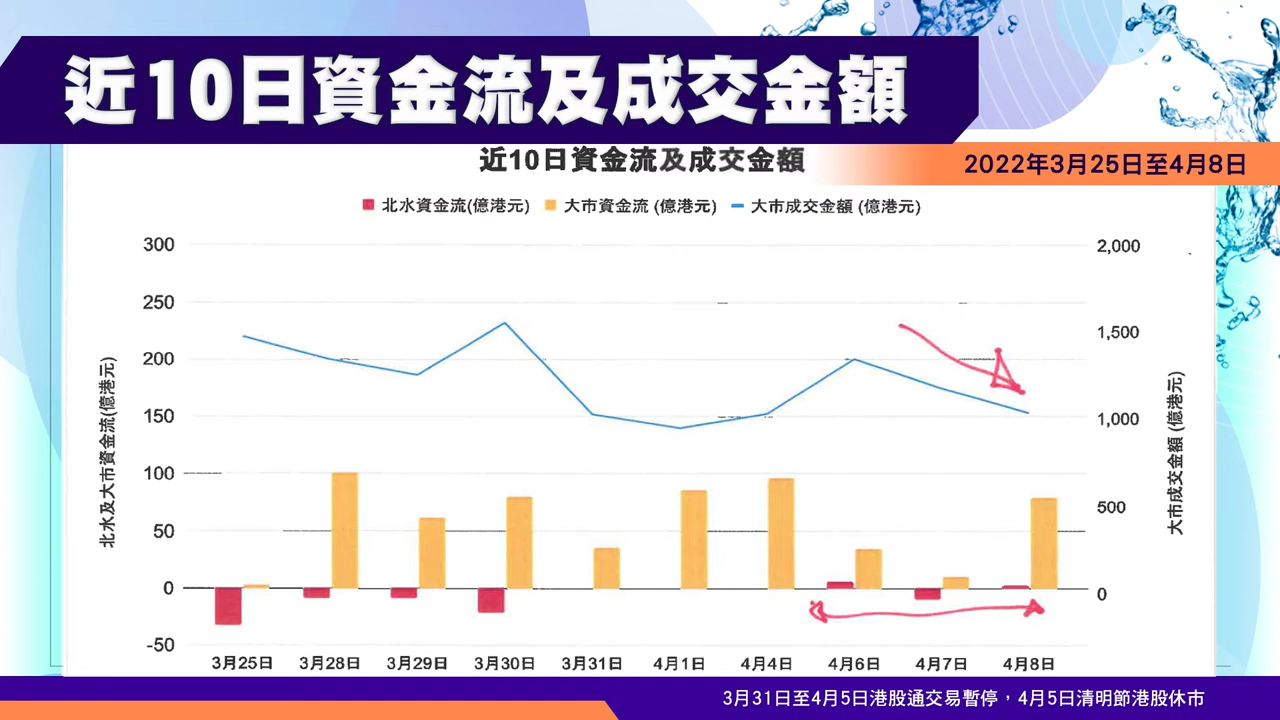 近10日資金流及成交金額
近10日資金流及成交金額
2022年3月25日至4月8日
北水資金流(億港元) 大市資金流 (億港元) 大市成交金額 (億港元)
300
250
200
150
100
50
0
-50
北水及大市資金流(億港元)
2,000
1,500
1,000
500
0
大市成交金額 (億港元)
3月25日 3月28日 3月29日 3月30日 3月31日 4月1日 4月4日 4月6日 4月7日 4月8日
3月31日至4月5日港股通交易暫停，4月5日清明節港股休市